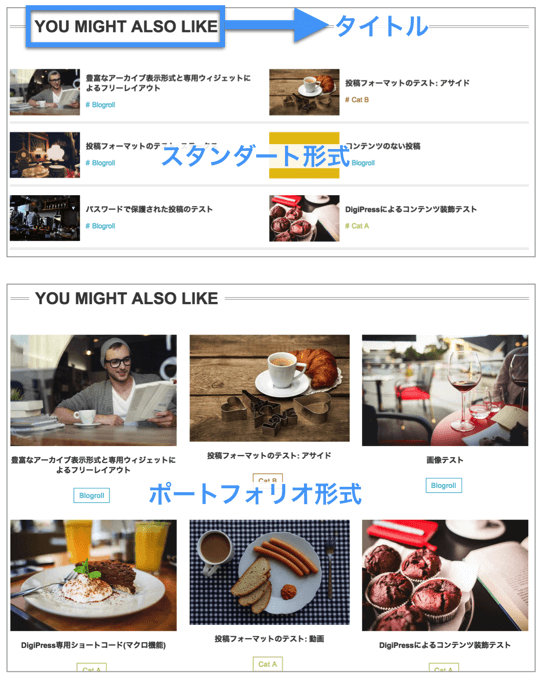 YOU MIGHT ALSO LIKE
タイトル
豊富なアーカイブ表示形式と専用ウィジェットに
よるフリーレイアウト
# Blogroll
投稿フォーマットのテスト: アサイド
# Cat B
投稿フォーマットの
スタンダート形式
コンテンツのない投稿
# Blogroll
Blogroll
パスワードで保護された投稿のテスト
# Blogroll
DigiPressによるコンテンツ装飾テスト
# Cat A
YOU MIGHT ALSO LIKE
豊富なアーカイブ表示形式と専用ウィジェットに
よるフリーレイアウト
Blogroll
投稿フォーマットのテスト: アサイド
Cat B
画像テスト
Blogroll
ポートフォリオ形式
DigiPress専用ショートコード(マクロ機能)
Cat A
投稿フォーマットのテスト: 動画
Cat A
DigiPressによるコンテンツ装飾テスト
Cat A